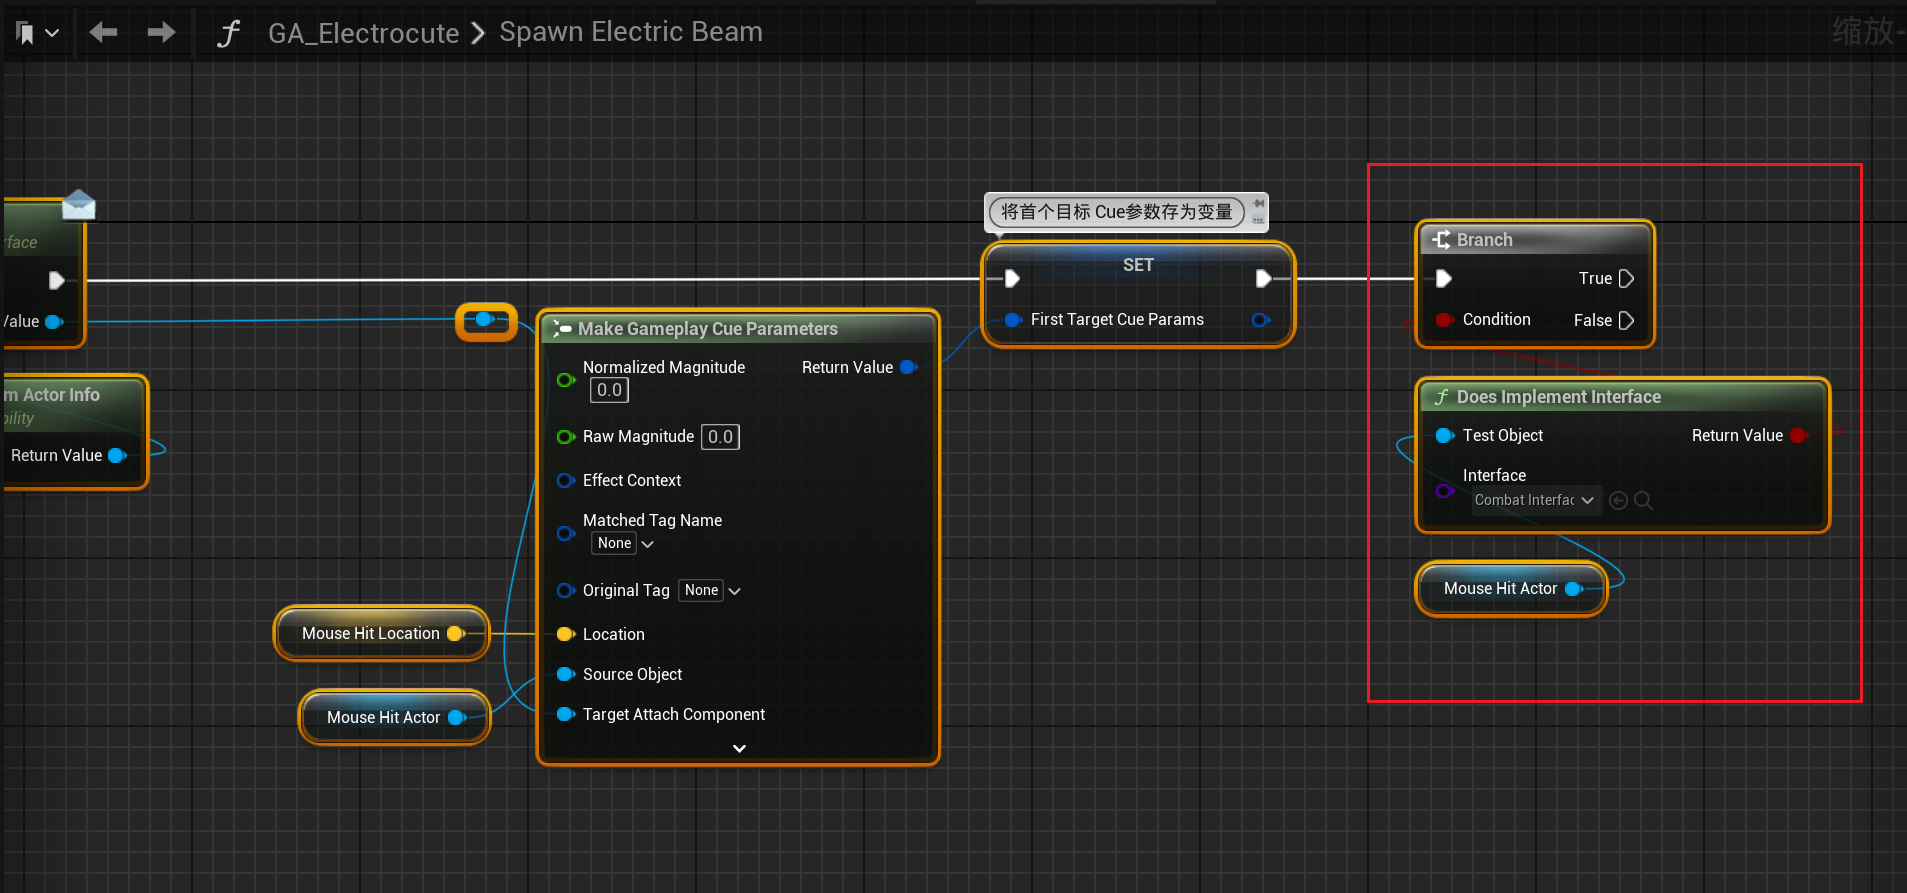 GA_Electrocute > Spawn Electric Beam
缩放-
rface
Value
m Actor Info
bility
Return Value
将首个目标 Cue参数存为变量
SET
First Target Cue Params
Make Gameplay Cue Parameters
Normalized Magnitude
0.0
Return Value
Raw Magnitude 0.0
Effect Context
Matched Tag Name
None
Original Tag None
Location
Source Object
Target Attach Component
Mouse Hit Location
Mouse Hit Actor
Branch
True
Condition
False
Does Implement Interface
Test Object
Return Value
Interface
Combat Interfac
Mouse Hit Actor